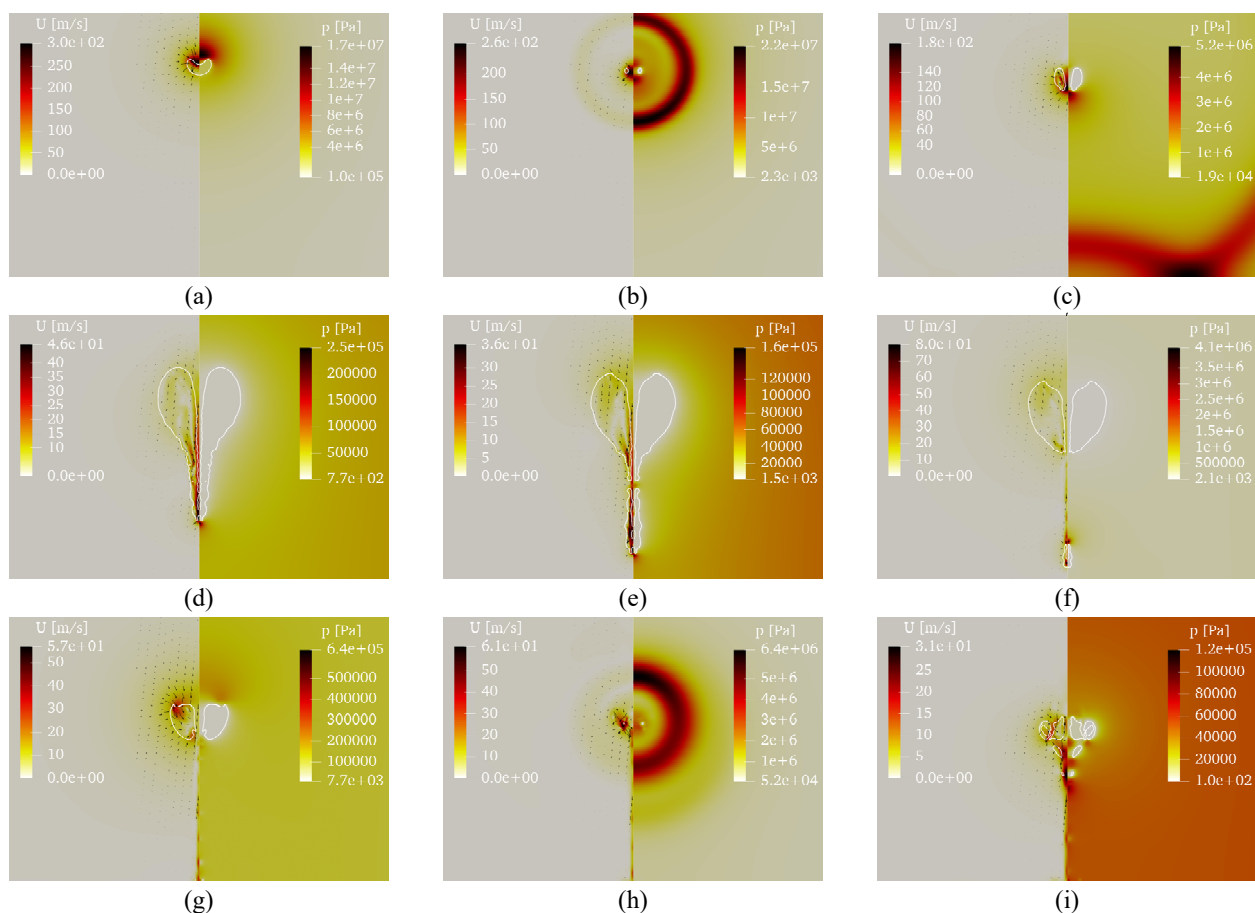 U [m/s]
3.0e+02
250
200
150
100
50
0.0e+00
p [Pa]
1.7e+07
1.4e+7
1.2e+7
1e+7
8e+6
6e+6
4e+6
1.0e+05
(a)
U [m/s]
2.6e+02
200
150
100
50
0.0e+00
p [Pa]
2.2e+07
1.5e+7
1e+7
5e+6
2.3e+03
(b)
U [m/s]
1.8e+02
140
120
100
80
60
40
0.0e+00
p [Pa]
5.2e+06
4e+6
3e+6
2e+6
1e+6
1.9e+04
(c)
U [m/s]
4.6e+01
40
35
30
25
20
15
10
0.0e+00
p [Pa]
2.5e+05
200000
150000
100000
50000
7.7e+02
(d)
U [m/s]
3.6e+01
30
25
20
15
10
5
0.0e+00
p [Pa]
1.6e+05
120000
100000
80000
60000
40000
20000
1.5e+03
(e)
U [m/s]
8.0e+01
70
60
50
40
30
20
10
0.0e+00
p [Pa]
4.1e+06
3.5e+6
3e+6
2.5e+6
2e+6
1.5e+6
1e+6
500000
2.1e+03
(f)
U [m/s]
5.7e+01
50
40
30
20
10
0.0e+00
p [Pa]
6.4e+05
500000
400000
300000
200000
100000
7.7e+03
(g)
U [m/s]
6.1e+01
50
40
30
20
10
0.0e+00
p [Pa]
6.4e+06
5e+6
4e+6
3e+6
2e+6
1e+6
5.2e+04
(h)
U [m/s]
3.1e+01
25
20
15
10
5
0.0e+00
p [Pa]
1.2e+05
100000
80000
60000
40000
20000
1.0e+02
(i)